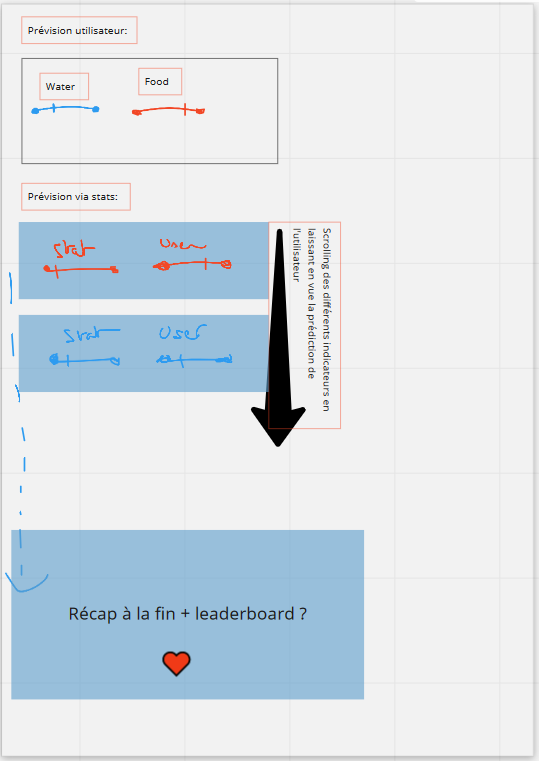 Prévision utilisateur:
Water
Food
Prévision via stats:
Stat
User
Stat
User
Scrolling des différents indicateurs en
laissant en vue la prédiction de
l'utilisateur
Récap à la fin + leaderboard ?